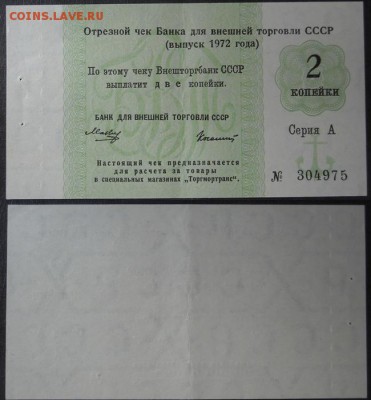 COINS.LAVE.RU
Отрезной чек Банка для внешней торговли СССР
(выпуск 1972 года)
По этому чеку Внешторгбанк СССР
выплатит две копейки.
2
КОПЕЙКИ
БАНК ДЛЯ ВНЕШНЕЙ ТОРГОВЛИ СССР
Серия А
Настоящий чек предназначается
для расчета за товары
в специальных магазинах „Торгмортранс".
№ 304975